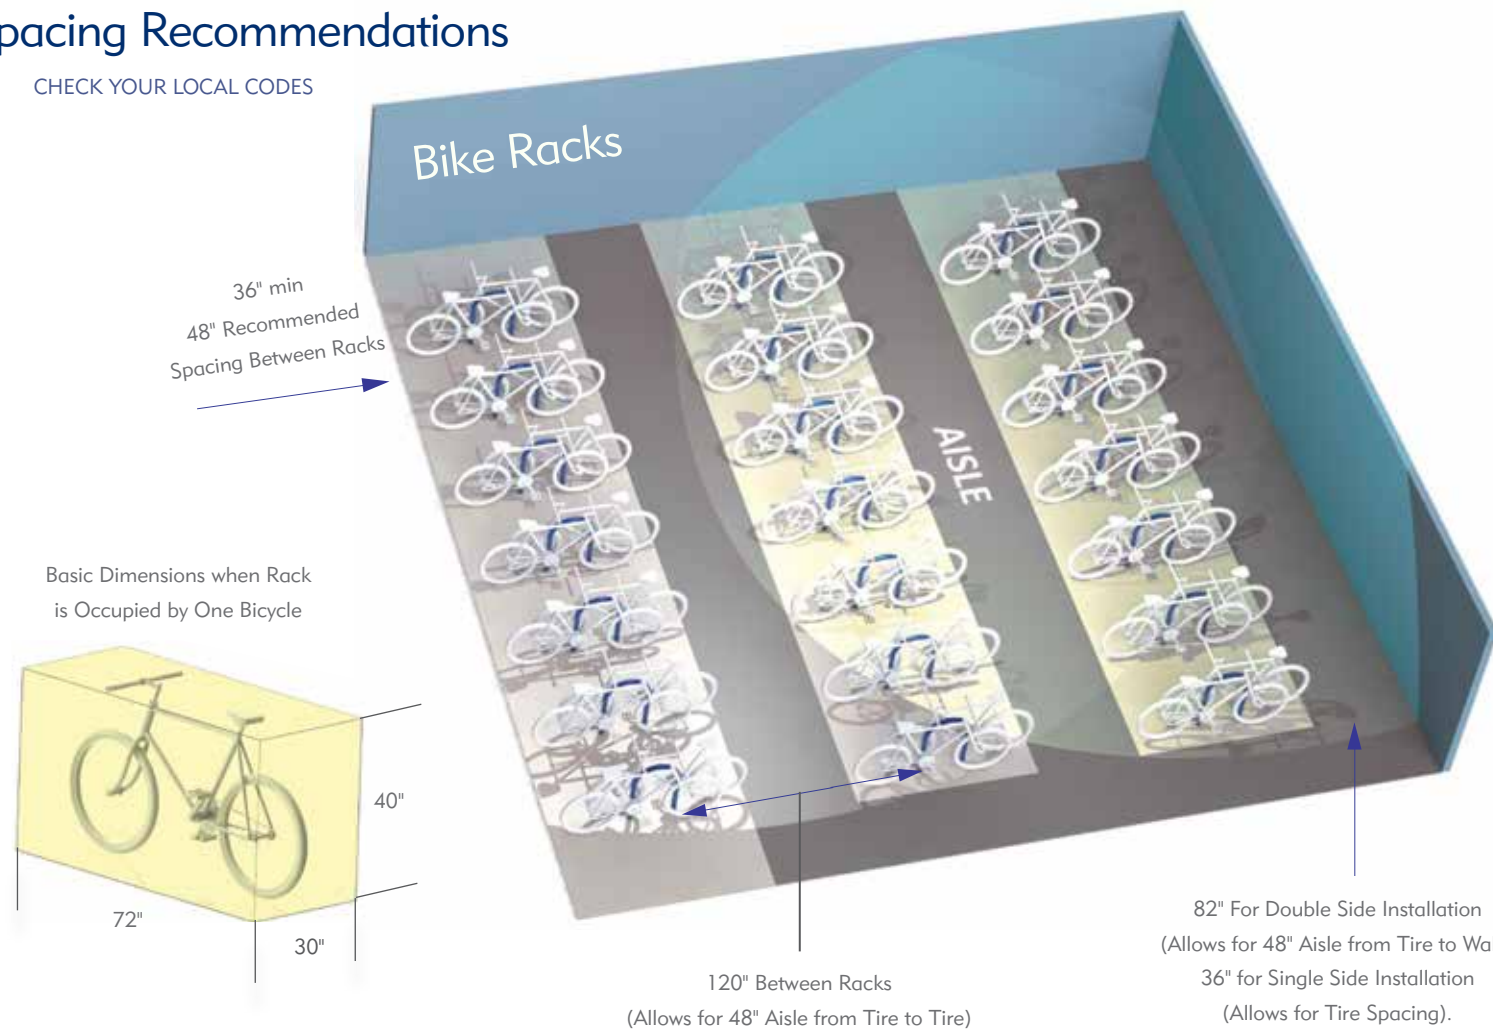 pacing Recommendations
CHECK YOUR LOCAL CODES
Bike Racks
36" min
48" Recommended
Spacing Between Racks
AISLE
Basic Dimensions when Rack
is Occupied by One Bicycle
40"
72"
30"
120" Between Racks
(Allows for 48" Aisle from Tire to Tire)
82" For Double Side Installation
(Allows for 48" Aisle from Tire to Wa
36" for Single Side Installation
(Allows for Tire Spacing).